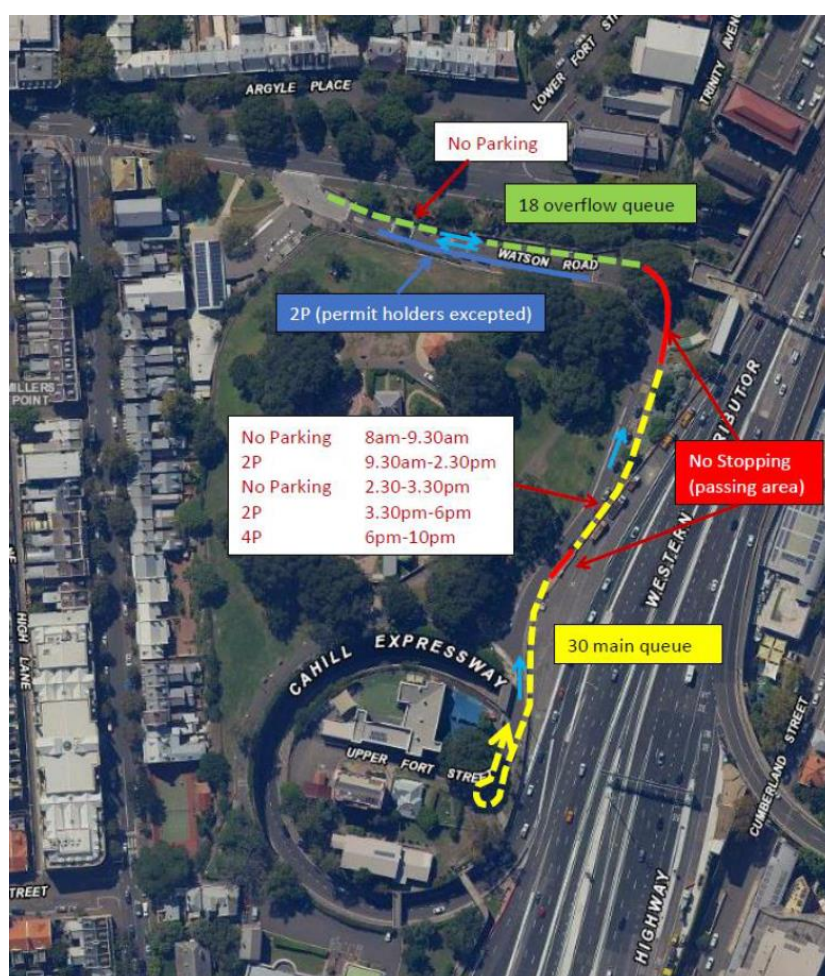 ARGYLE PLACE
LOWER FORT
TRINITY
No Parking
18 overflow queue
WATSON ROAD
2P (permit holders excepted)
MILLERS
POINT
No Parking 8am-9.30am
2P 9.30am-2.30pm
No Parking 2.30-3.30pm
2P 3.30pm-6pm
4P 6pm-10pm
No Stopping
(passing area)
WESTERN
RIBUTOR
HIGH LANE
30 main queue
CAHILL EXPRESSWAY
UPPER FORT STREET
CUMBERLAND STREET
HIGHWAY
STREET